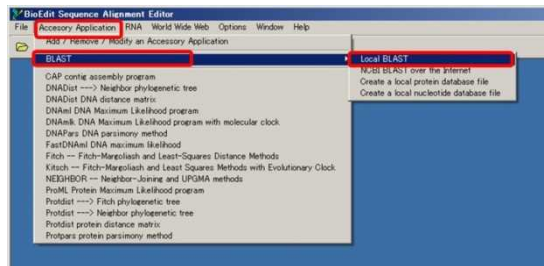 BioEdit Sequence Alignment Editor
File Accesory Application RNA World Wide Web Options Window Help
Add / Remove / Modify an Accessory Application
BLAST
CAP contig assembly program
DNADist ---> Neighbor phylogenetic tree
DNADist DNA distance matrix
DNAml DNA Maximum Likelihood program
DNAmlk DNA Maximum Likelihood program with molecular clock
DNAPars DNA parsimony method
FastDNAml DNA maximum likelihood
Fitch -- Fitch-Margoliash and Least-Squares Distance Methods
Kitsch -- Fitch-Margoliash and Least Squares Methods with Evolutionary Clock
NEIGHBOR -- Neighbor-Joining and UPGMA methods
ProML Protein Maximum Likelihood program
Protdist ---> Fitch phylogenetic tree
Protdist ---> Neighbor phylogenetic tree
Protdist protein distance matrix
Protpars protein parsimony method
Local BLAST
NCBI BLAST over the Internet
Create a local protein database file
Create a local nucleotide database file